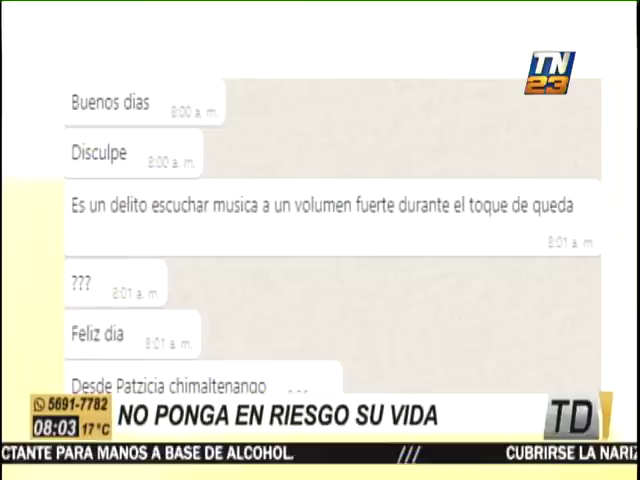 TN
23
Buenos dias
8:00 a. m.
Disculpe
8:00 a. m.
Es un delito escuchar musica a un volumen fuerte durante el toque de queda
8:01 a. m.
???
8:01 a. m.
Feliz dia
8:01 a. m.
Desde Patzicia chimaltenango
5691-7782
08:03 17°C
NO PONGA EN RIESGO SU VIDA
TD
CTANTE PARA MANOS A BASE DE ALCOHOL. /// CUBRIRSE LA NARIZ